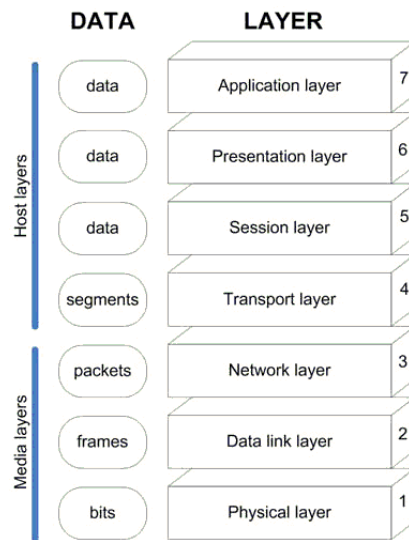 DATA LAYER
data Application layer 7
data Presentation layer 6
data Session layer 5
segments Transport layer 4
Host layers
packets Network layer 3
frames Data link layer 2
bits Physical layer 1
Media layers